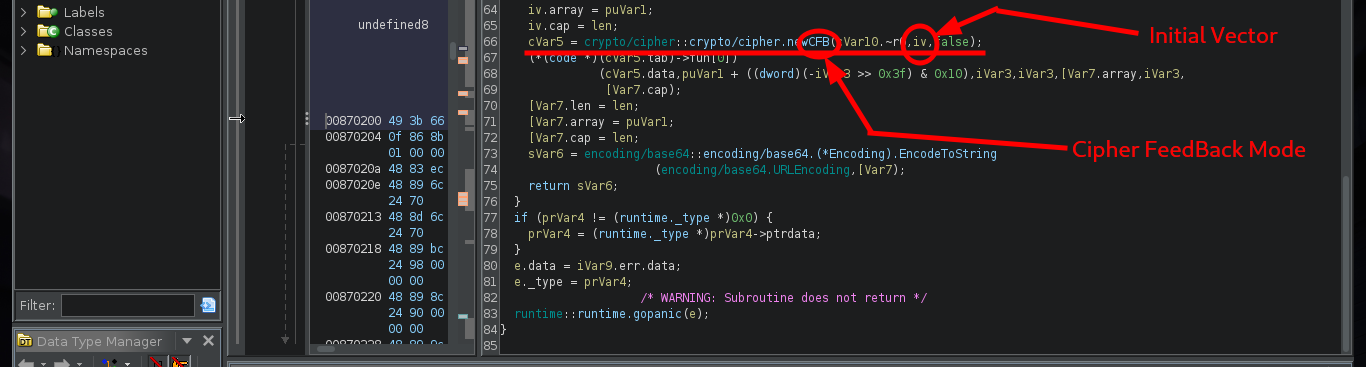 Labels
Classes
Namespaces
Filter:
Data Type Manager
undefined8
00870200 49 3b 66
00870204 0f 86 8b
01 00 00
0087020a 48 83 ec
0087020e 48 89 6c
24 70
00870213 48 8d 6c
24 70
00870218 48 89 bc
24 98 00
00 00
00870220 48 89 8c
24 90 00
00 00
64 iv.array = puVar1;
65 iv.cap = len;
66 cVar5 = crypto/cipher::crypto/cipher.newCFB( Var10.~r ,iv, false);
67 (*(code *)(cVar5.tab)->fun[0])
68 (cVar5.data,puVar1 + ((dword)(-iVar3 >> 0x3f) & 0x10),iVar3,iVar3,[Var7.array,iVar3,
69 [Var7.cap);
70 [Var7.len = len;
71 [Var7.array = puVar1;
72 [Var7.cap = len;
73 sVar6 = encoding/base64::encoding/base64.(*Encoding).EncodeToString
74 (encoding/base64.URLEncoding,[Var7);
75 return sVar6;
76 }
77 if (prVar4 != (runtime._type *)0x0) {
78 prVar4 = (runtime._type *)prVar4->ptrdata;
79 }
80 e.data = iVar9.err.data;
81 e._type = prVar4;
82 /* WARNING: Subroutine does not return */
83 runtime::runtime.gopanic(e);
84 }
85
Initial Vector
Cipher FeedBack Mode